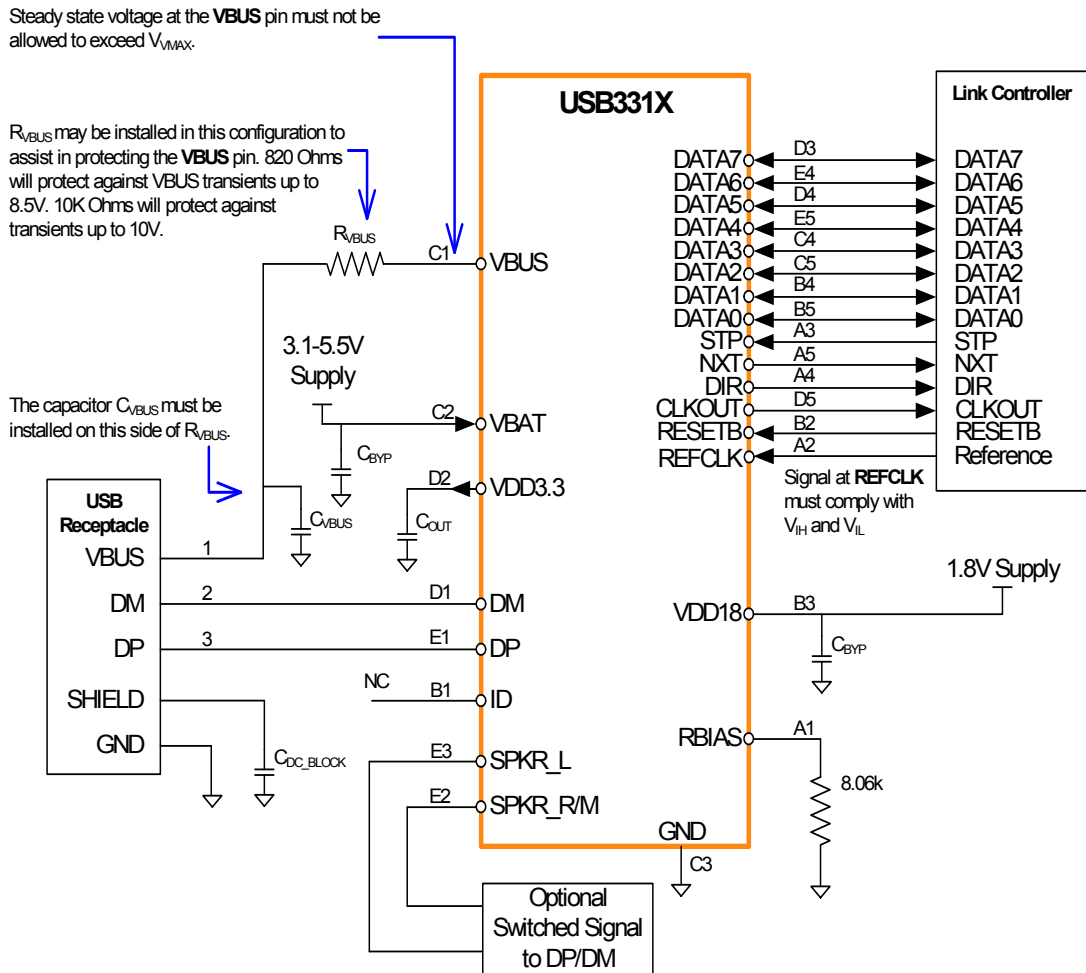 Steady state voltage at the VBUS pin must not be
allowed to exceed VVMAX.
RVBUS may be installed in this configuration to
assist in protecting the VBUS pin. 820 Ohms
will protect against VBUS transients up to
8.5V. 10K Ohms will protect against
transients up to 10V.
RVBUS
C1
VBUS
3.1-5.5V
Supply
The capacitor CVBUS must be
installed on this side of RVBUS.
C2
VBAT
CBYP
D2
VDD3.3
COUT
CVBUS
USB
Receptacle
VBUS
1
DM
2
D1
DM
DP
3
E1
DP
SHIELD
NC
B1
ID
GND
CDC_BLOCK
E3
SPKR_L
E2
SPKR_R/M
USB331X
Link Controller
DATA7
D3
DATA7
DATA6
E4
DATA6
DATA5
D4
DATA5
DATA4
E5
DATA4
DATA3
C4
DATA3
DATA2
C5
DATA2
DATA1
B4
DATA1
DATA0
B5
DATA0
STP
A3
STP
NXT
A5
NXT
DIR
A4
DIR
CLKOUT
D5
CLKOUT
RESETB
B2
RESETB
REFCLK
A2
Reference
Signal at REFCLK
must comply with
VIH and VIL
1.8V Supply
VDD18
B3
CBYP
RBIAS
A1
8.06k
GND
C3
Optional
Switched Signal
to DP/DM